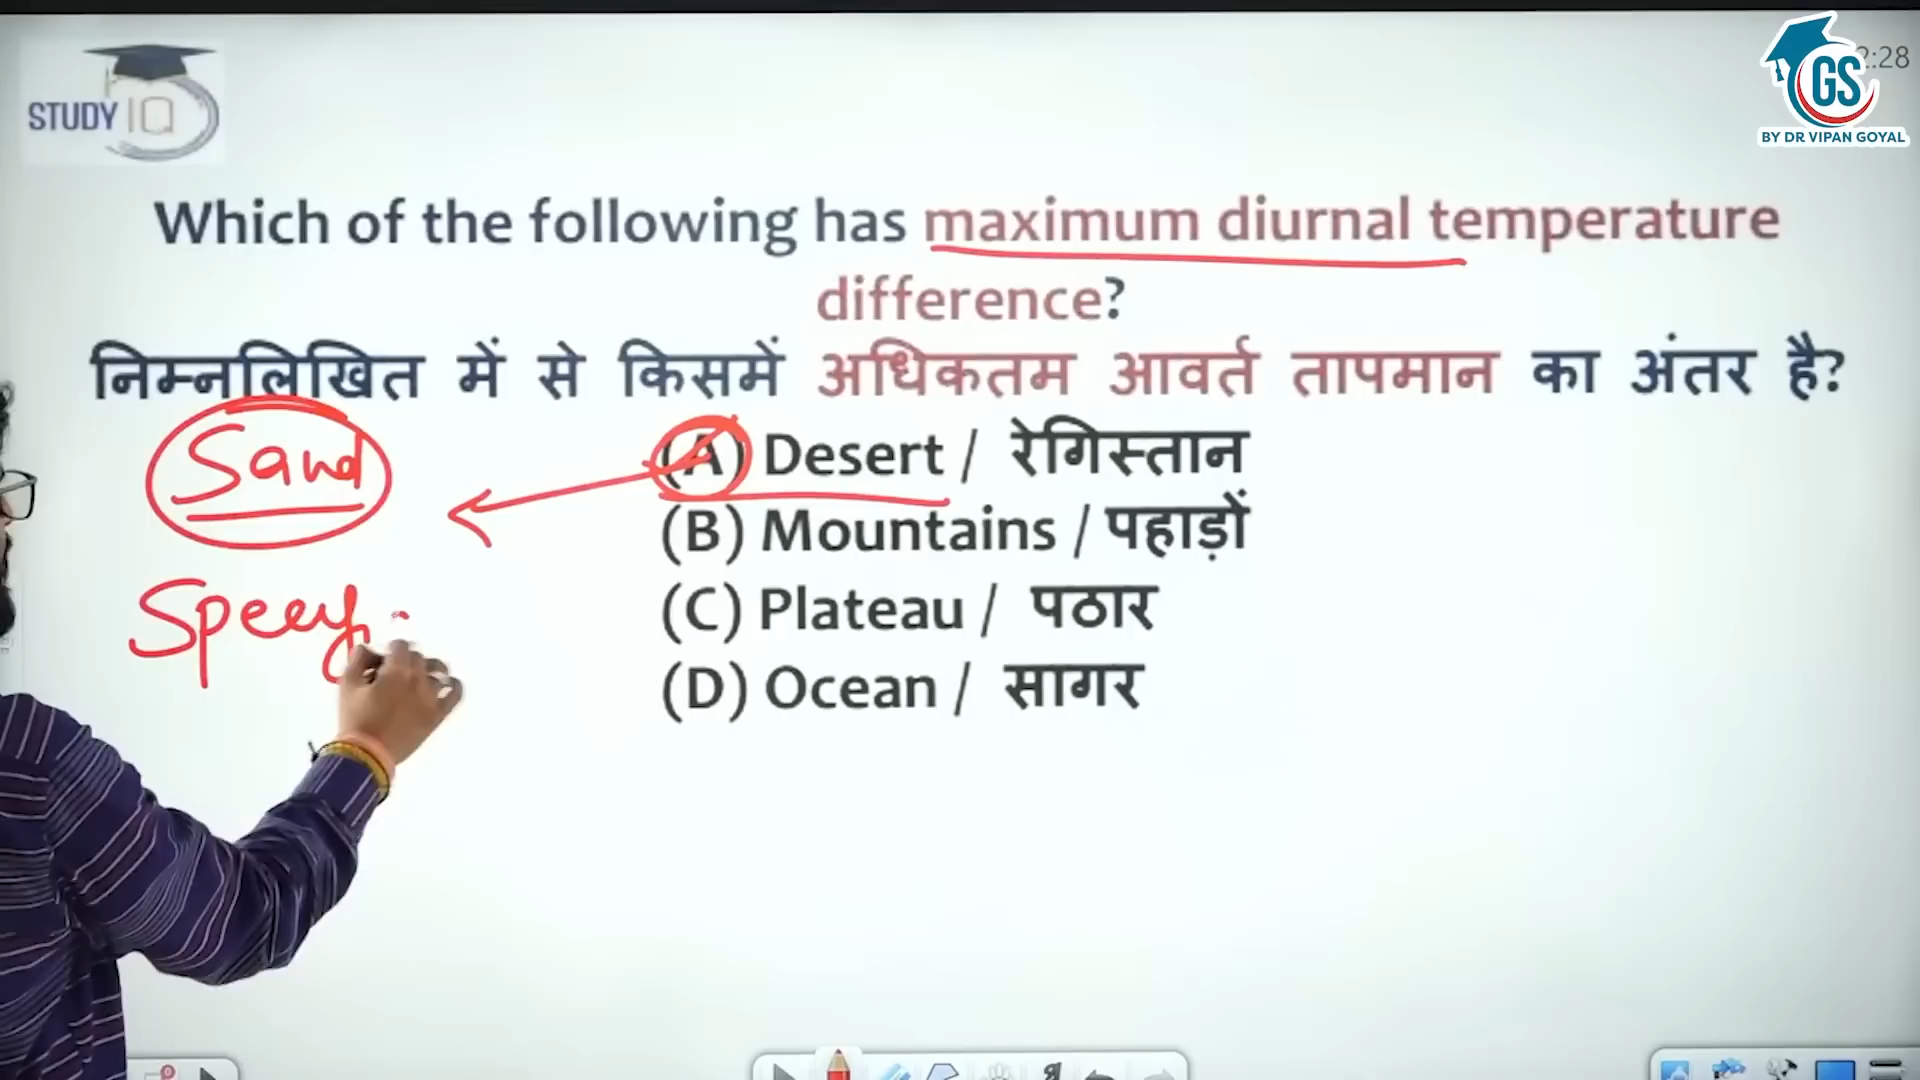 STUDY IQ
2:28
GS
BY DR VIPAN GOYAL
Which of the following has maximum diurnal temperature
difference?
निम्नलिखित में से किसमें अधिकतम आवर्त तापमान का अंतर है?
Sand
(A) Desert / रेगिस्तान
(B) Mountains / पहाड़ों
(C) Plateau / पठार
(D) Ocean / सागर